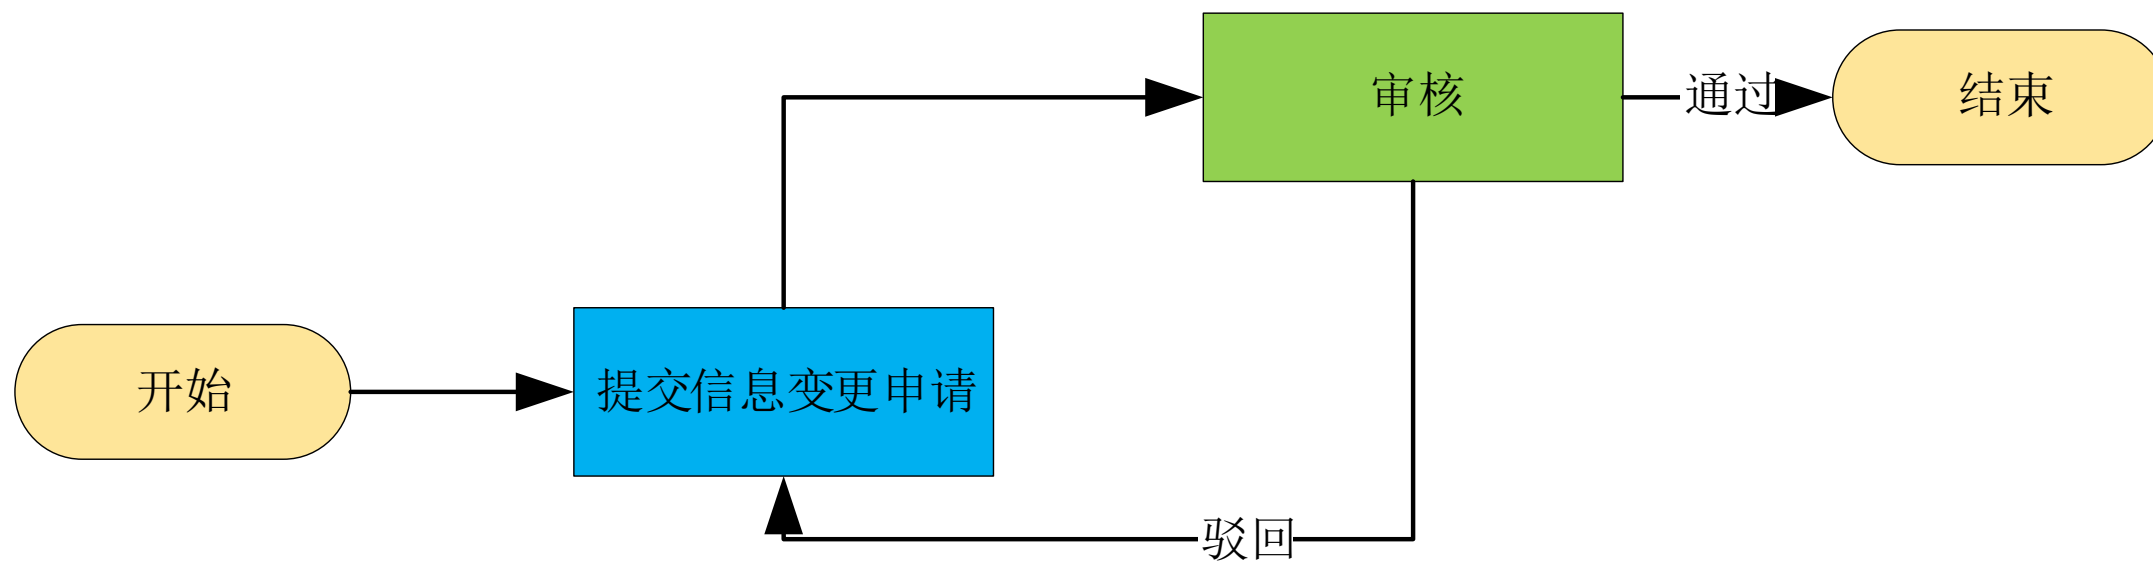 审核
通过
结束
开始
提交信息变更申请
驳回